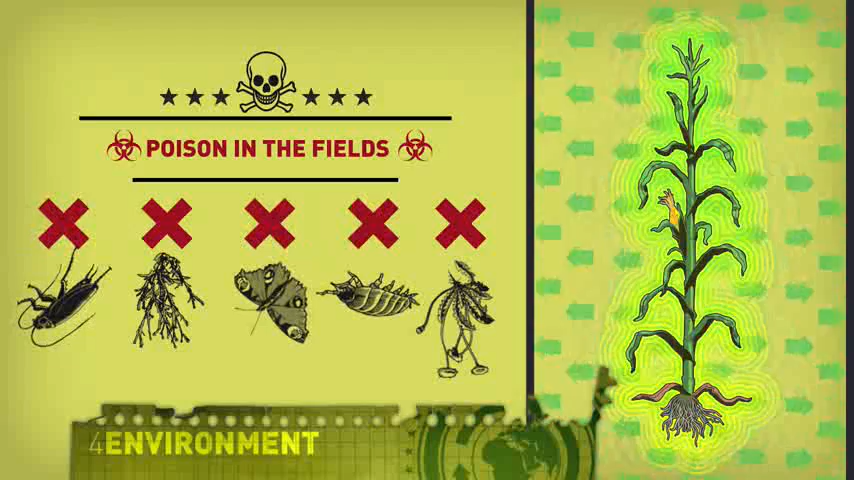 POISON IN THE FIELDS
4ENVIRONMENT